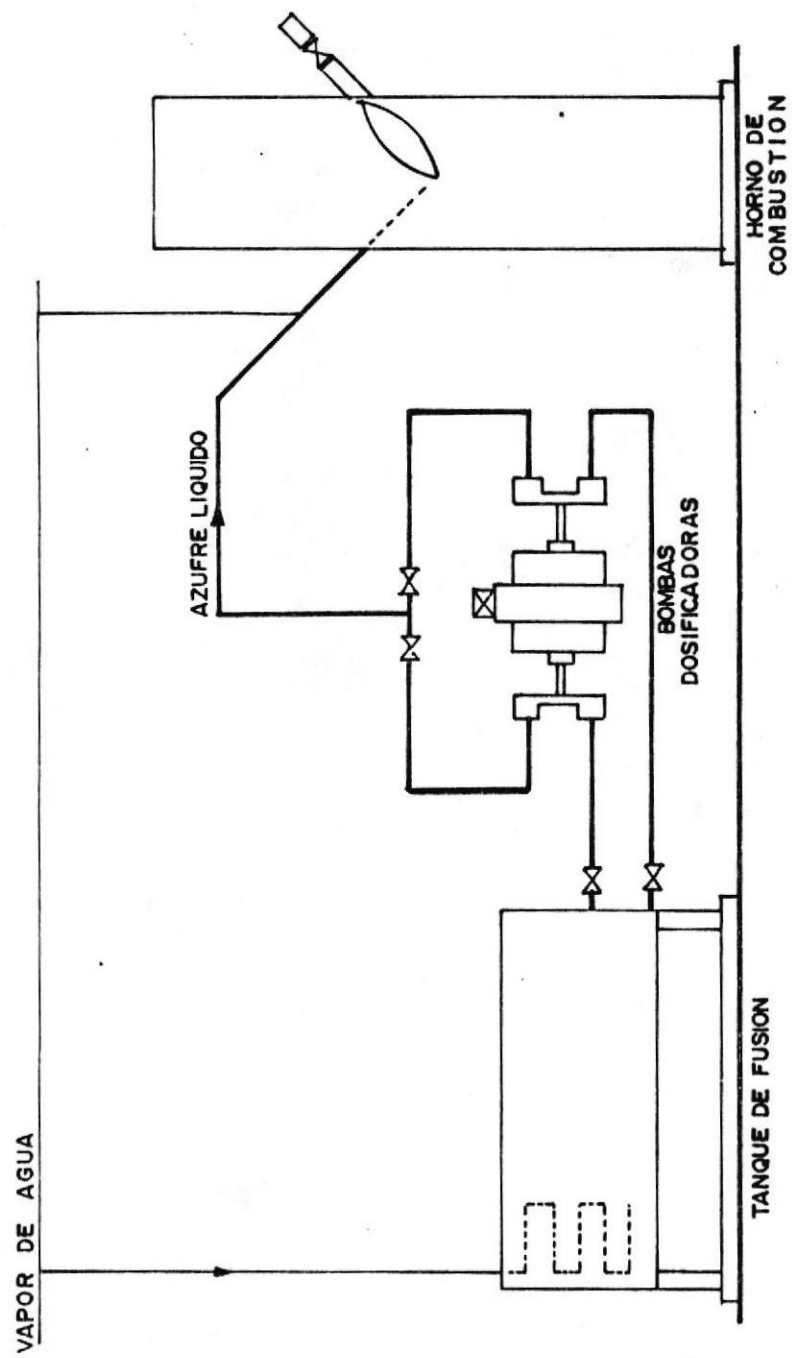 VAPOR DE AGUA
AZUFRE LIQUIDO
HORNO DE
COMBUSTION
BOMBAS
DOSIFICADORAS
TANQUE DE FUSION